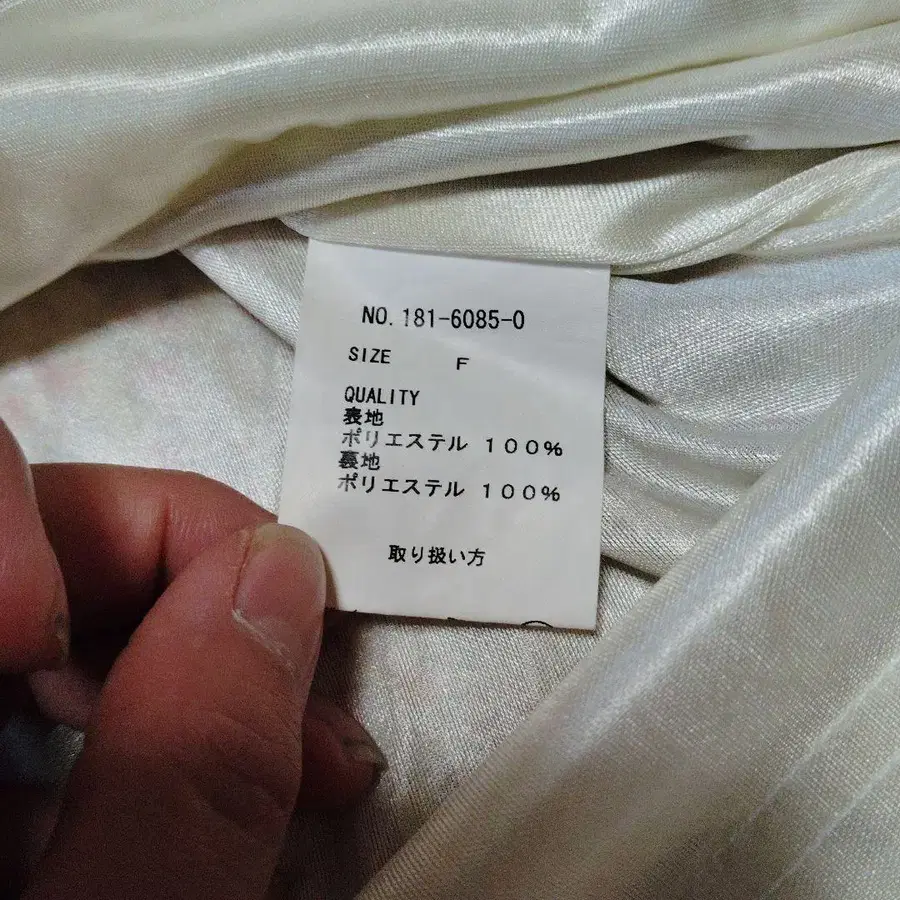 NO. 181-6085-0
SIZE F
QUALITY
表地
ポリエステル 100%
裏地
ポリエステル 100%
取り扱い方